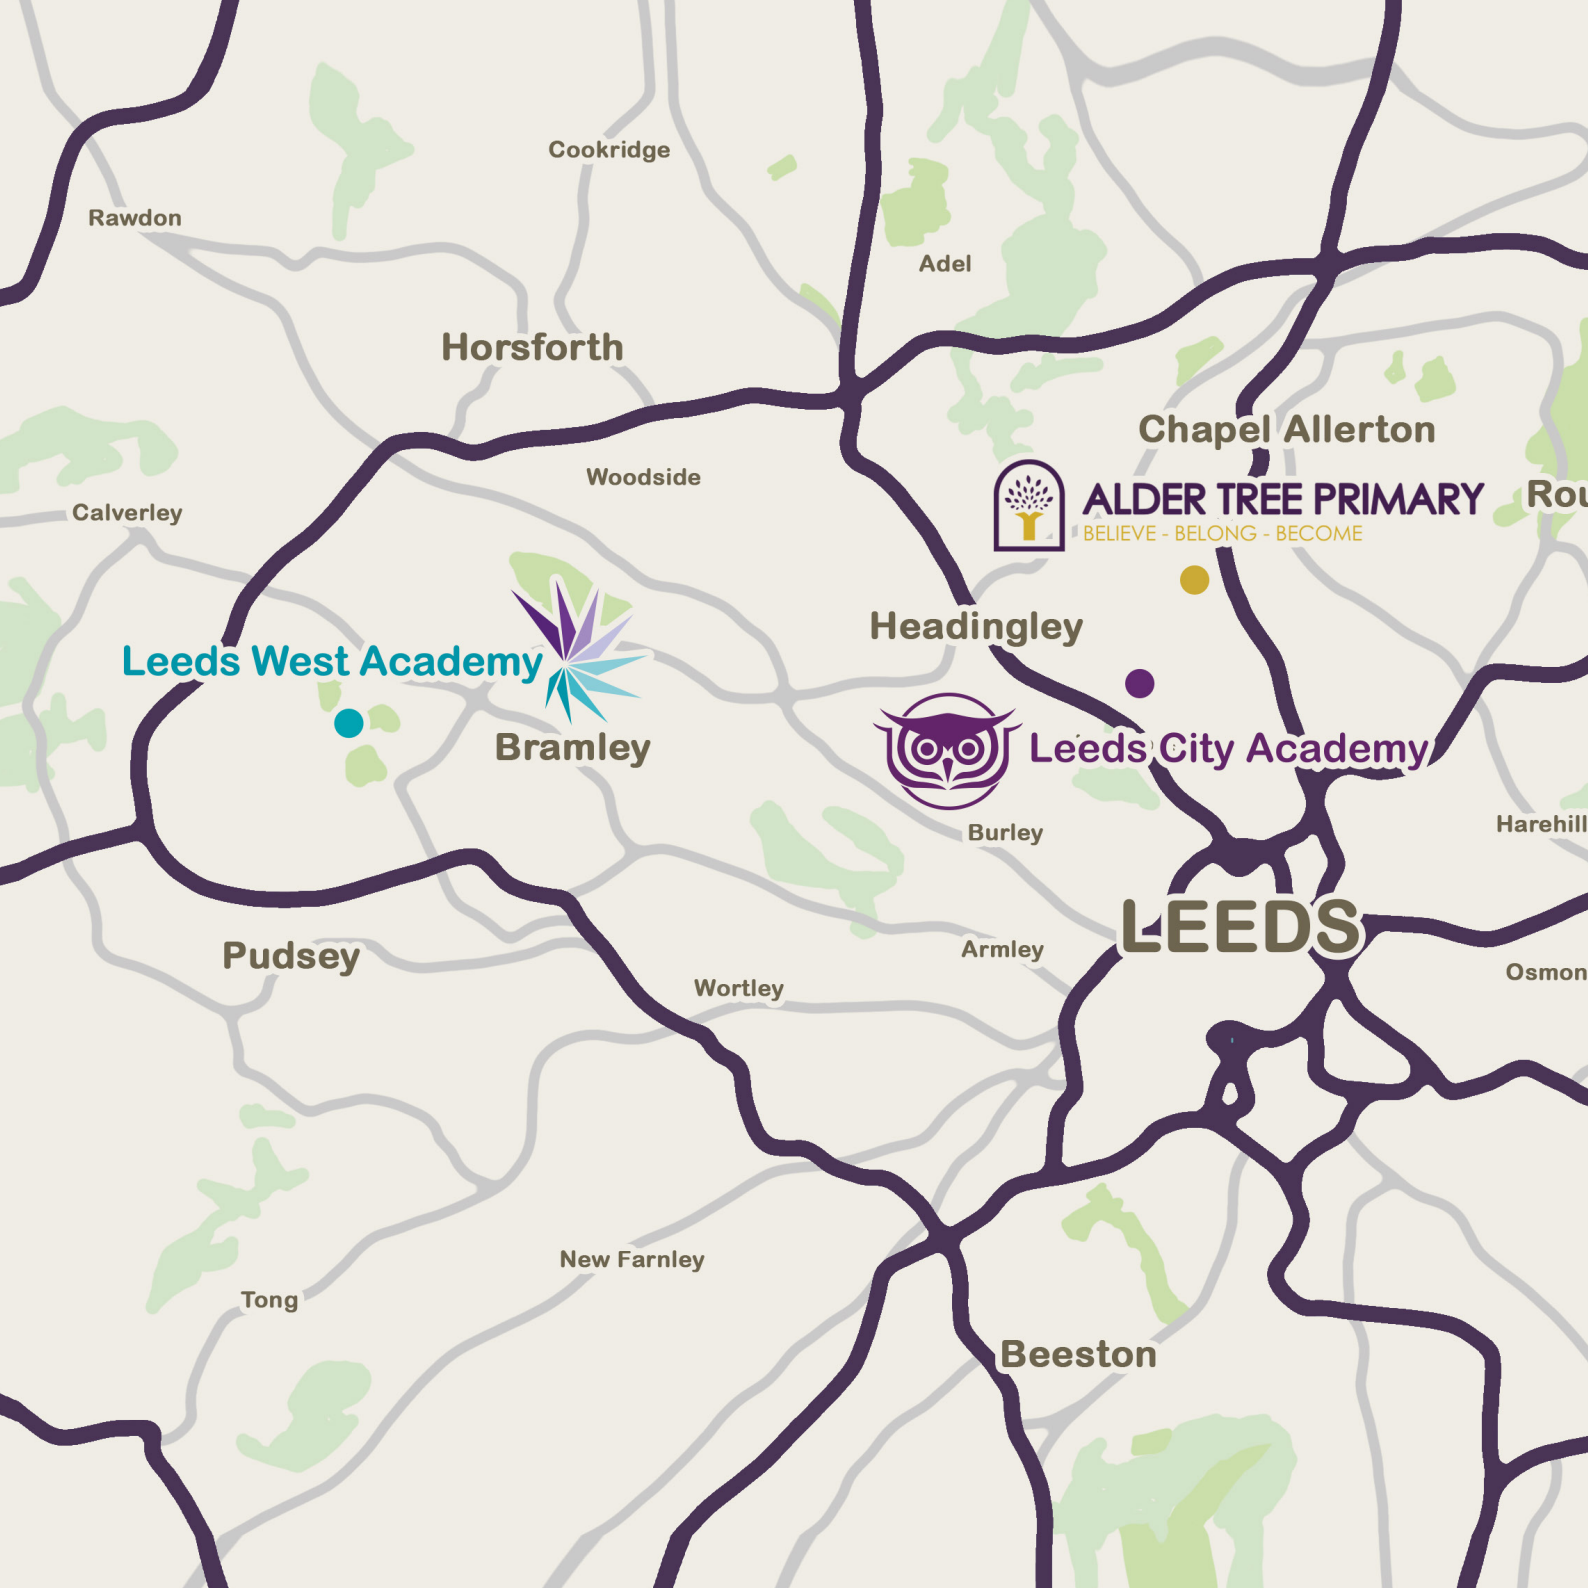 Cookridge
Rawdon
Adel
Horsforth
Chapel Allerton
Woodside
ALDER TREE PRIMARY
BELIEVE - BELONG - BECOME
Rou
Calverley
Headingley
Leeds West Academy
Bramley
Leeds City Academy
Burley
Harehill
LEEDS
Pudsey
Armley
Osmon
Wortley
New Farnley
Tong
Beeston